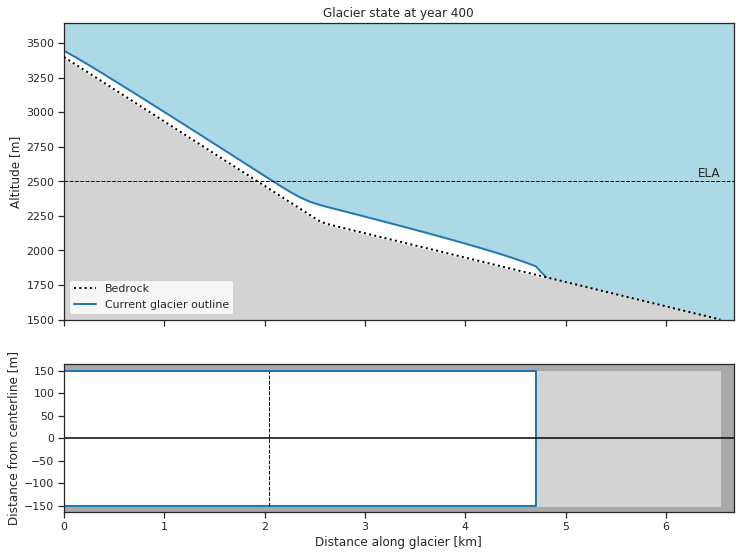 Glacier state at year 400
3500
3250
3000
2750
2500
2250
2000
1750
1500
Altitude [m]
ELA
Bedrock
Current glacier outline
150
100
50
0
−50
−100
−150
Distance from centerline [m]
0 1 2 3 4 5 6
Distance along glacier [km]